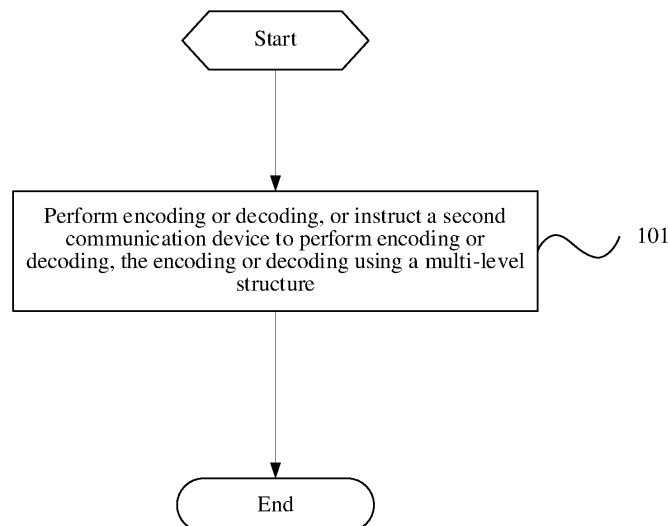 Start
Perform encoding or decoding, or instruct a second
communication device to perform encoding or
decoding, the encoding or decoding using a multi-level
structure
101
End